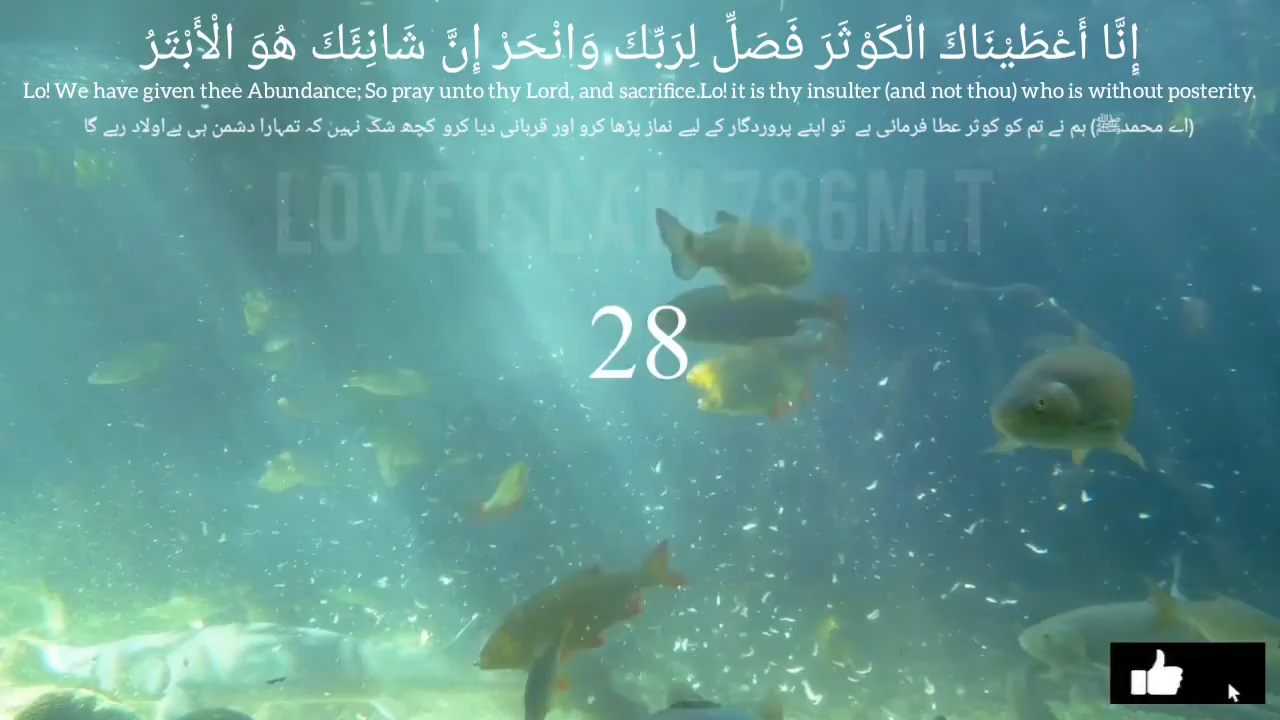 إِنَّا أَعْطَيْنَاكَ الْكَوْثَرَ فَصَلِّ لِرَبِّكَ وَانْحَرْ إِنَّ شَانِئَكَ هُوَ الْأَبْتَرُ
Lo! We have given thee Abundance; So pray unto thy Lord, and sacrifice.Lo! it is thy insulter (and not thou) who is without posterity.
(اے محمدﷺ) ہم نے تم کو کوثر عطا فرمائی ہے تو اپنے پروردگار کے لیے نماز پڑھا کرو اور قربانی دیا کرو کچھ شک نہیں کہ تمہارا دشمن ہی بےاولاد رہے گا
LOVEISLAM786M.T
28